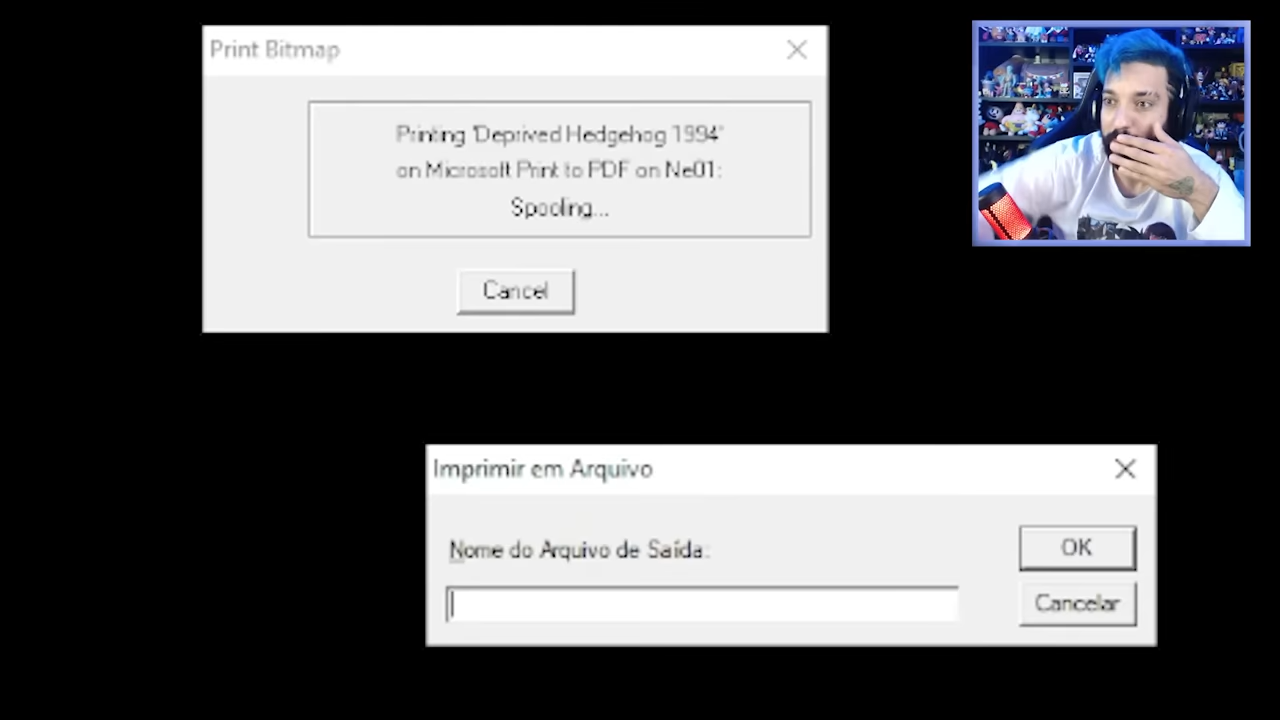 Print Bitmap
Printing 'Deprived Hedgehog 1994'
on Microsoft Print to PDF on Ne01:
Spooling...
Cancel
Imprimir em Arquivo
Nome do Arquivo de Saída:
OK
Cancelar